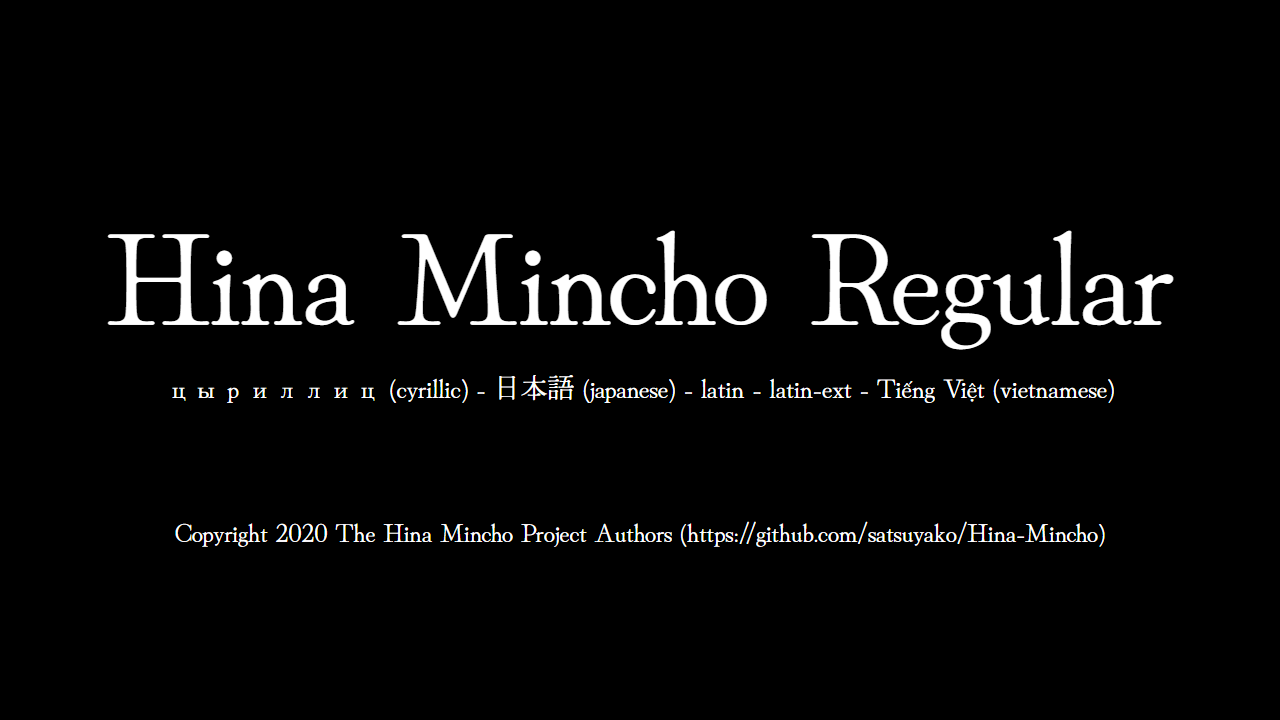 Hina Mincho Regular
цыриллиц (cyrillic) - 日本語 (japanese) - latin - latin-ext - Tiếng Việt (vietnamese)
Copyright 2020 The Hina Mincho Project Authors (https://github.com/satsuyako/Hina-Mincho)